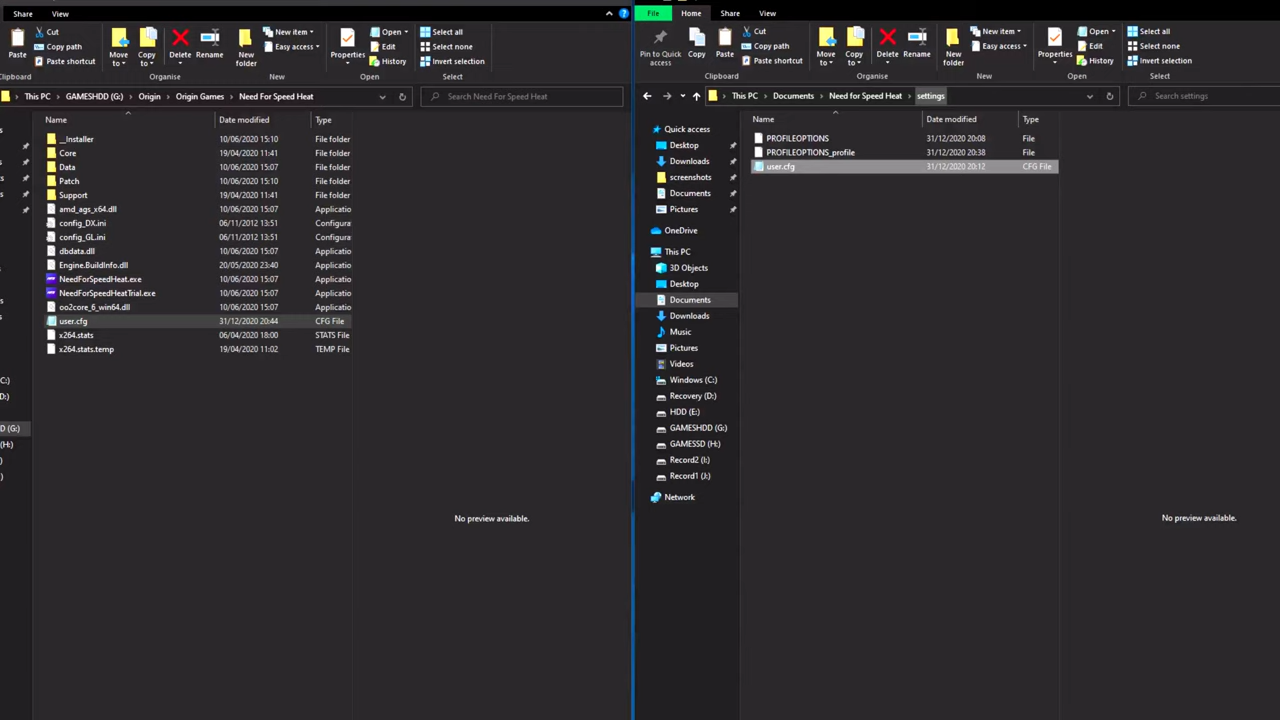 Share View
Paste
Cut
Copy path
Paste shortcut
Clipboard
Move to
Copy to
Delete
Rename
Organise
New folder
New item
Easy access
New
Properties
Open
Edit
History
Open
Select all
Select none
Invert selection
Select
This PC GAMESHDD (G:) Origin Origin Games Need For Speed Heat
Search Need For Speed Heat
Name Date modified Type
__Installer 10/06/2020 15:10 File folder
Core 19/04/2020 11:41 File folder
Data 10/06/2020 15:07 File folder
Patch 10/06/2020 15:07 File folder
Support 19/04/2020 11:41 File folder
amd_ags_x64.dll 10/06/2020 15:07 Applicatio
config_DX.ini 06/11/2012 13:51 Configura
config_GL.ini 06/11/2012 13:51 Configura
dbdata.dll 10/06/2020 15:07 Applicatio
Engine.BuildInfo.dll 20/05/2020 23:40 Applicatio
NeedForSpeedHeat.exe 10/06/2020 15:07 Applicatio
NeedForSpeedHeatTrial.exe 10/06/2020 15:07 Applicatio
oo2core_6_win64.dll 10/06/2020 15:07 Applicatio
user.cfg 31/12/2020 20:44 CFG File
x264.stats 06/04/2020 18:00 STATS File
x264.stats.temp 19/04/2020 11:02 TEMP File
C:)
D:)
D (G:)
(H:)
)
)
No preview available.
File Home Share View
Pin to Quick access
Copy
Paste
Cut
Copy path
Paste shortcut
Clipboard
Move to
Copy to
Delete
Rename
Organise
New folder
New item
Easy access
New
Properties
Open
Edit
History
Open
Select all
Select none
Invert selection
Select
This PC Documents Need for Speed Heat settings
Search settings
Quick access
Desktop
Downloads
screenshots
Documents
Pictures
OneDrive
This PC
3D Objects
Desktop
Documents
Downloads
Music
Pictures
Videos
Windows (C:)
Recovery (D:)
HDD (E:)
GAMESHDD (G:)
GAMESSD (H:)
Record2 (I:)
Record1 (J:)
Network
Name Date modified Type
PROFILEOPTIONS 31/12/2020 20:08 File
PROFILEOPTIONS_profile 31/12/2020 20:38 File
user.cfg 31/12/2020 20:12 CFG File
No preview available.